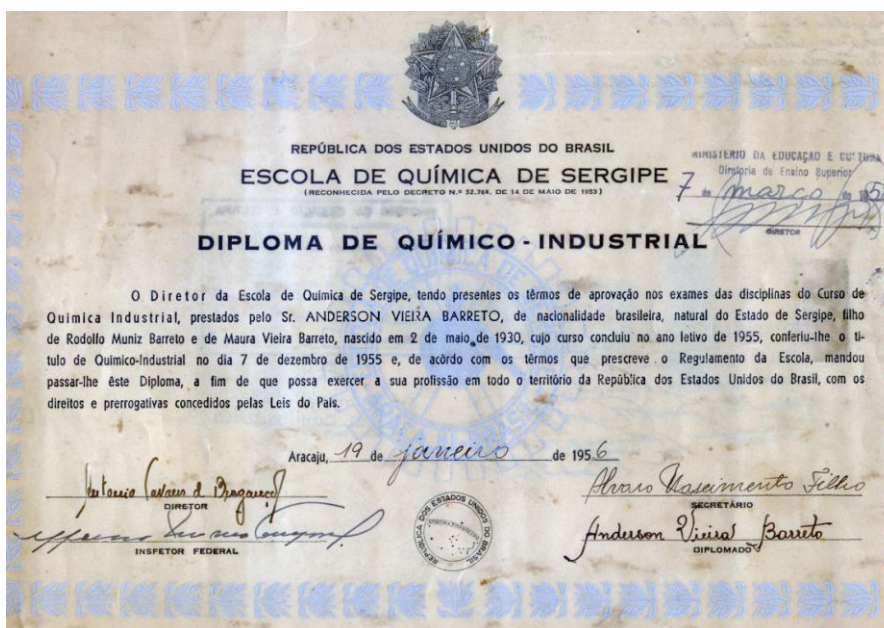 REPÚBLICA DOS ESTADOS UNIDOS DO BRASIL
ESCOLA DE QUÍMICA DE SERGIPE
(RECONHECIDA PELO DECRETO N.º 32.768, DE 14 DE MAIO DE 1953)
MINISTÉRIO DA EDUCAÇÃO E CULTURA
Diretoria de Ensino Superior
7 de março de
DIRETOR
DIPLOMA DE QUÍMICO-INDUSTRIAL
O Diretor da Escola de Química de Sergipe, tendo presentes os têrmos de aprovação nos exames das disciplinas do Curso de
Química Industrial, prestados pelo Sr. ANDERSON VIEIRA BARRETO, de nacionalidade brasileira, natural do Estado de Sergipe, filho
de Rodolfo Muniz Barreto e de Maura Vieira Barreto, nascido em 2 de maio de 1930, cujo curso concluiu no ano letivo de 1955, conferiu-lhe o tí-
tulo de Químico-Industrial no dia 7 de dezembro de 1955 e, de acôrdo com os têrmos que prescreve o Regulamento da Escola, mandou
passar-lhe êste Diploma, a fim de que possa exercer a sua profissão em todo o território da República dos Estados Unidos do Brasil, com os
direitos e prerrogativas concedidos pelas Leis do País.
Aracaju, 19 de janeiro de 1956
Antonio Tavares de Bragança
DIRETOR
Alvaro Nascimento Filho
SECRETÁRIO
INSPETOR FEDERAL
REPÚBLICA DOS ESTADOS UNIDOS DO BRASIL
Anderson Vieira Barreto
DIPLOMADO